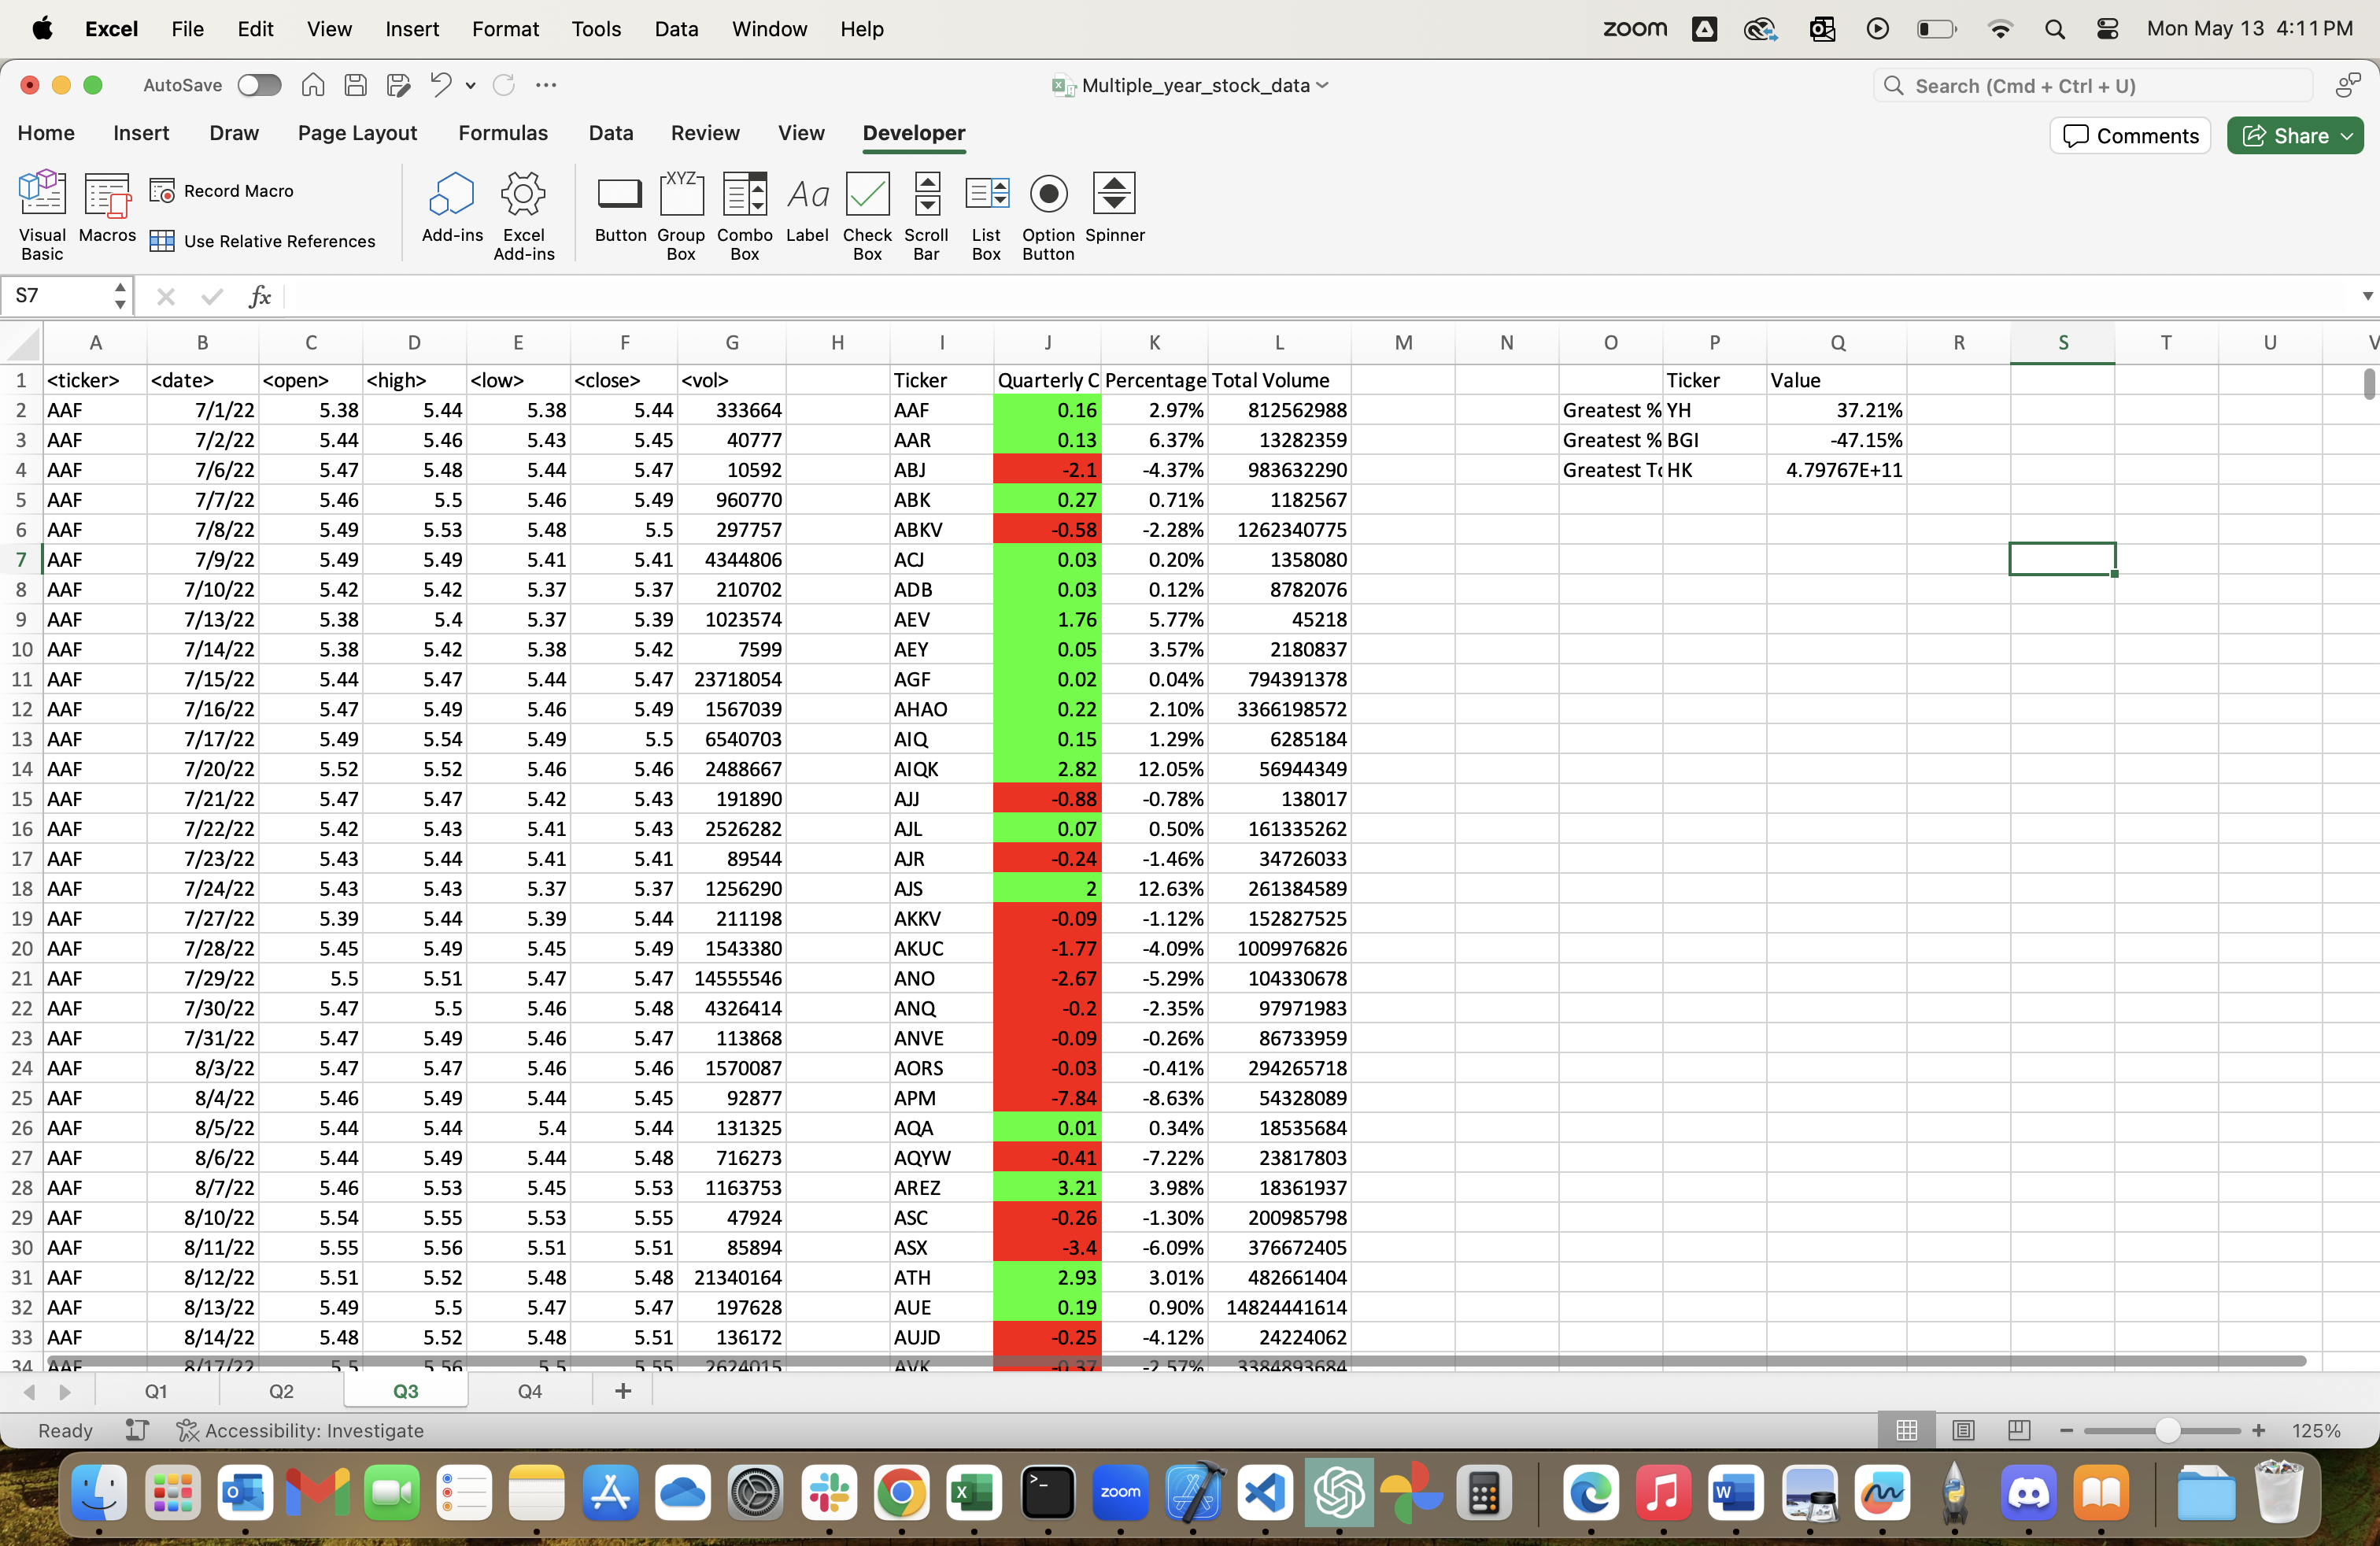 Excel File Edit View Insert Format Tools Data Window Help zoom Mon May 13 4:11 PM
AutoSave Multiple_year_stock_data Search (Cmd + Ctrl + U)
Home Insert Draw Page Layout Formulas Data Review View Developer Comments Share
Visual Basic Macros Record Macro Use Relative References Add-ins Excel Add-ins Button Group Box Combo Box Label Check Box Scroll Bar List Box Option Button Spinner
XYZ Aa
S7 fx
A B C D E F G H I J K L M N O P Q R S T U V
1 <ticker> <date> <open> <high> <low> <close> <vol> Ticker Quarterly C Percentage Total Volume Ticker Value
2 AAF 7/1/22 5.38 5.44 5.38 5.44 333664 AAF 0.16 2.97% 812562988 Greatest % YH 37.21%
3 AAF 7/2/22 5.44 5.46 5.43 5.45 40777 AAR 0.13 6.37% 13282359 Greatest % BGI -47.15%
4 AAF 7/6/22 5.47 5.48 5.44 5.47 10592 ABJ -2.1 -4.37% 983632290 Greatest To HK 4.79767E+11
5 AAF 7/7/22 5.46 5.5 5.46 5.49 960770 ABK 0.27 0.71% 1182567
6 AAF 7/8/22 5.49 5.53 5.48 5.5 297757 ABKV -0.58 -2.28% 1262340775
7 AAF 7/9/22 5.49 5.49 5.41 5.41 4344806 ACJ 0.03 0.20% 1358080
8 AAF 7/10/22 5.42 5.42 5.37 5.37 210702 ADB 0.03 0.12% 8782076
9 AAF 7/13/22 5.38 5.4 5.37 5.39 1023574 AEV 1.76 5.77% 45218
10 AAF 7/14/22 5.38 5.42 5.38 5.42 7599 AEY 0.05 3.57% 2180837
11 AAF 7/15/22 5.44 5.47 5.44 5.47 23718054 AGF 0.02 0.04% 794391378
12 AAF 7/16/22 5.47 5.49 5.46 5.49 1567039 AHAO 0.22 2.10% 3366198572
13 AAF 7/17/22 5.49 5.54 5.49 5.5 6540703 AIQ 0.15 1.29% 6285184
14 AAF 7/20/22 5.52 5.52 5.46 5.46 2488667 AIQK 2.82 12.05% 56944349
15 AAF 7/21/22 5.47 5.47 5.42 5.43 191890 AJJ -0.88 -0.78% 138017
16 AAF 7/22/22 5.42 5.43 5.41 5.43 2526282 AJL 0.07 0.50% 161335262
17 AAF 7/23/22 5.43 5.44 5.41 5.41 89544 AJR -0.24 -1.46% 34726033
18 AAF 7/24/22 5.43 5.43 5.37 5.37 1256290 AJS 2 12.63% 261384589
19 AAF 7/27/22 5.39 5.44 5.39 5.44 211198 AKKV -0.09 -1.12% 152827525
20 AAF 7/28/22 5.45 5.49 5.45 5.49 1543380 AKUC -1.77 -4.09% 1009976826
21 AAF 7/29/22 5.5 5.51 5.47 5.47 14555546 ANO -2.67 -5.29% 104330678
22 AAF 7/30/22 5.47 5.5 5.46 5.48 4326414 ANQ -0.2 -2.35% 97971983
23 AAF 7/31/22 5.47 5.49 5.46 5.47 113868 ANVE -0.09 -0.26% 86733959
24 AAF 8/3/22 5.47 5.47 5.46 5.46 1570087 AORS -0.03 -0.41% 294265718
25 AAF 8/4/22 5.46 5.49 5.44 5.45 92877 APM -7.84 -8.63% 54328089
26 AAF 8/5/22 5.44 5.44 5.4 5.44 131325 AQA 0.01 0.34% 18535684
27 AAF 8/6/22 5.44 5.49 5.44 5.48 716273 AQYW -0.41 -7.22% 23817803
28 AAF 8/7/22 5.46 5.53 5.45 5.53 1163753 AREZ 3.21 3.98% 18361937
29 AAF 8/10/22 5.54 5.55 5.53 5.55 47924 ASC -0.26 -1.30% 200985798
30 AAF 8/11/22 5.55 5.56 5.51 5.51 85894 ASX -3.4 -6.09% 376672405
31 AAF 8/12/22 5.51 5.52 5.48 5.48 21340164 ATH 2.93 3.01% 482661404
32 AAF 8/13/22 5.49 5.5 5.47 5.47 197628 AUE 0.19 0.90% 14824441614
33 AAF 8/14/22 5.48 5.52 5.48 5.51 136172 AUJD -0.25 -4.12% 24224062
34 AAF 8/17/22 5.5 5.56 5.5 5.55 2624015 AVK -0.37 -2.57% 3384893684
Q1 Q2 Q3 Q4 +
Ready Accessibility: Investigate 125%
zoom